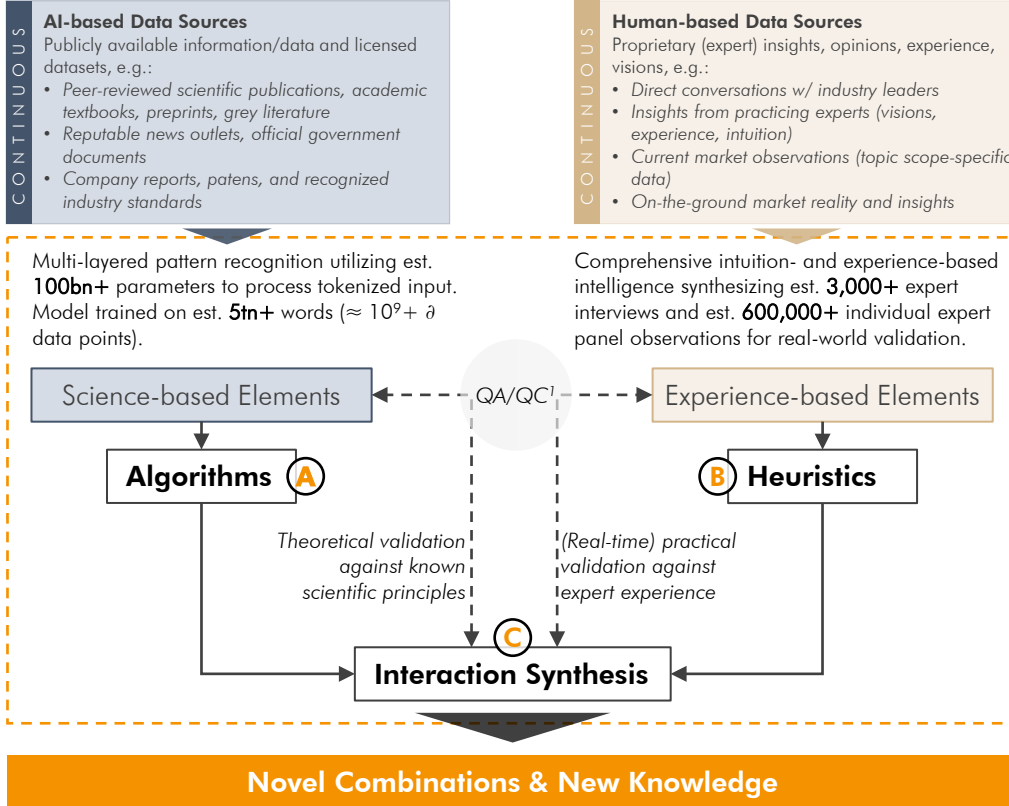 CONTINUOUS
AI-based Data Sources
Publicly available information/data and licensed
datasets, e.g.:
• Peer-reviewed scientific publications, academic
textbooks, preprints, grey literature
• Reputable news outlets, official government
documents
• Company reports, patens, and recognized
industry standards
CONTINUOUS
Human-based Data Sources
Proprietary (expert) insights, opinions, experience,
visions, e.g.:
• Direct conversations w/ industry leaders
• Insights from practicing experts (visions,
experience, intuition)
• Current market observations (topic scope-specific
data)
• On-the-ground market reality and insights
Multi-layered pattern recognition utilizing est.
100bn+ parameters to process tokenized input.
Model trained on est. 5tn+ words (≈ 10⁹+ ∂
data points).
Comprehensive intuition- and experience-based
intelligence synthesizing est. 3,000+ expert
interviews and est. 600,000+ individual expert
panel observations for real-world validation.
Science-based Elements
QA/QC¹
Experience-based Elements
Algorithms
A
B
Heuristics
Theoretical validation
against known
scientific principles
(Real-time) practical
validation against
expert experience
C
Interaction Synthesis
Novel Combinations & New Knowledge